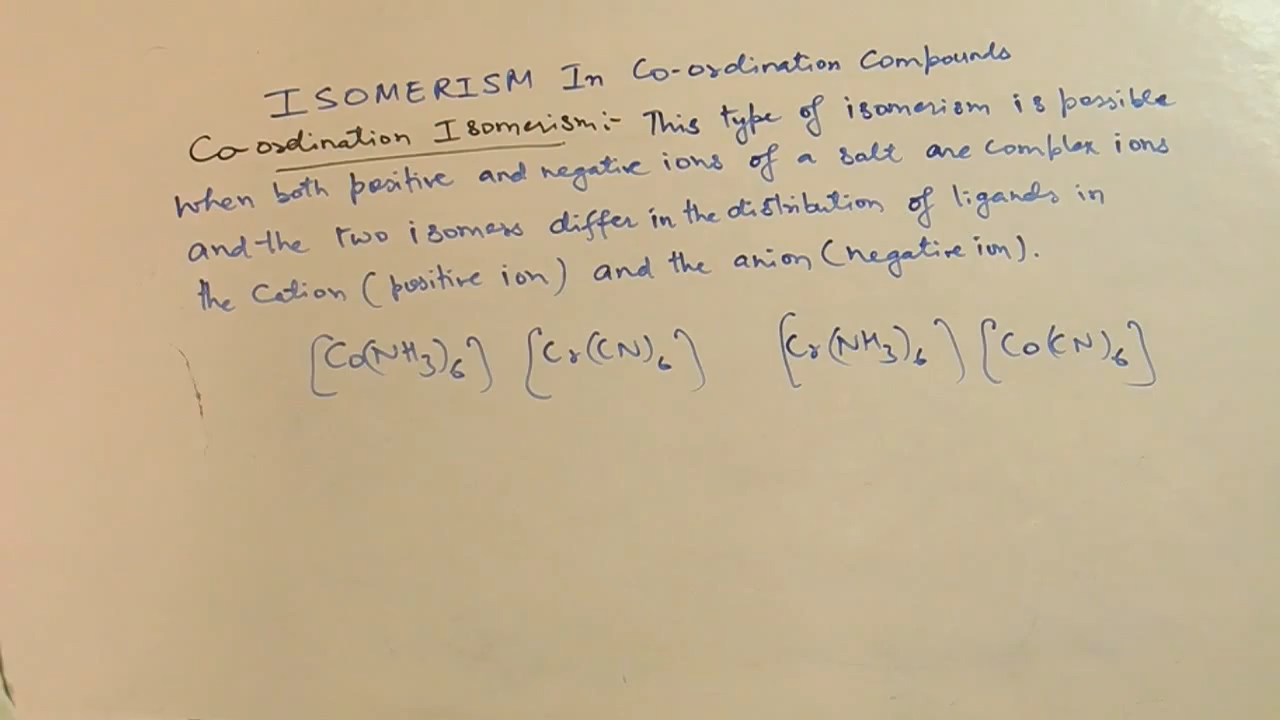 ISOMERISM In Co-ordination Compounds
Co-ordination Isomerism:- This type of isomerism is possible
when both positive and negative ions of a salt are complex ions
and the two isomers differ in the distribution of ligands in
the Cation (positive ion) and the anion (negative ion).
[Co(NH3)6] [Cr(CN)6] [Cr(NH3)6] [Co(CN)6]